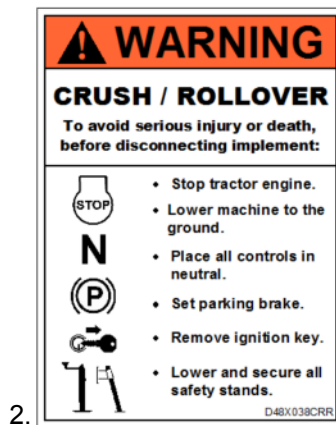 WARNING
CRUSH / ROLLOVER
To avoid serious injury or death,
before disconnecting implement:
STOP
• Stop tractor engine.
• Lower machine to the
ground.
N
• Place all controls in
neutral.
(P)
• Set parking brake.
• Remove ignition key.
• Lower and secure all
safety stands.
D48X038CRR
2.